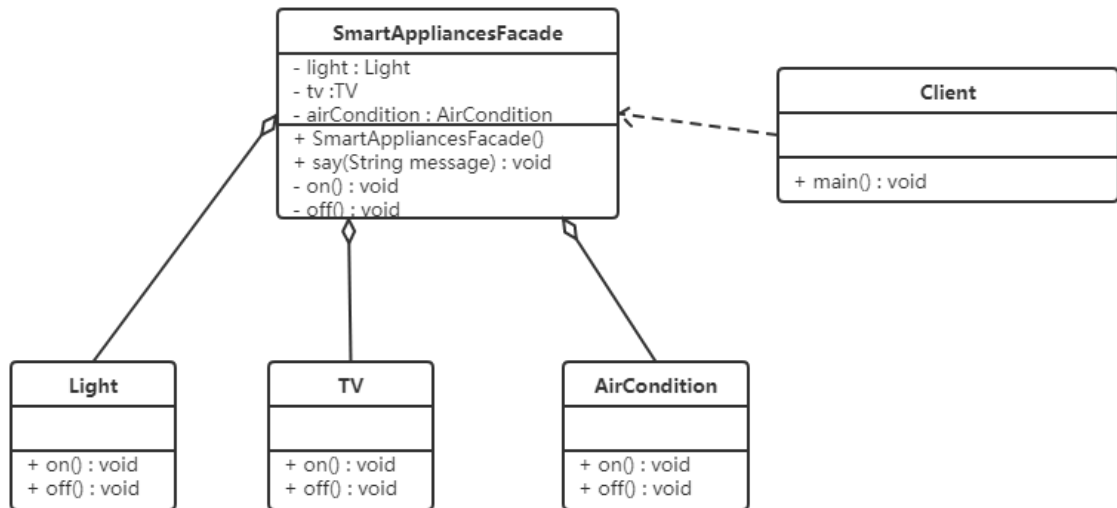 SmartAppliancesFacade
- light : Light
- tv :TV
- airCondition : AirCondition
+ SmartAppliancesFacade()
+ say(String message) : void
- on() : void
- off() : void
Client
+ main() : void
Light
+ on() : void
+ off() : void
TV
+ on() : void
+ off() : void
AirCondition
+ on() : void
+ off() : void